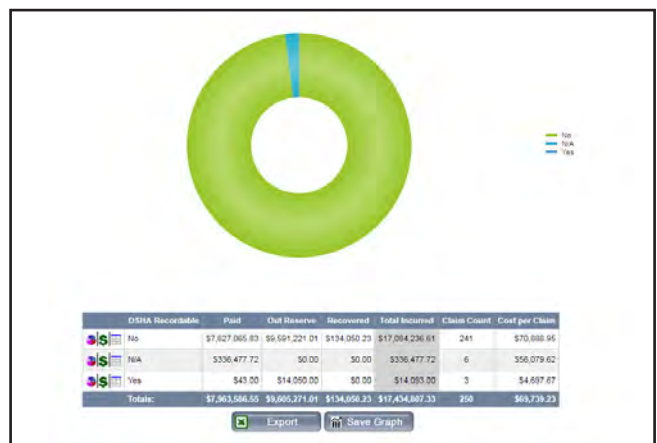 No
N/A
Yes
OSHA Recordable Paid Out Reserve Recovered Total Incurred Claim Count Cost per Claim
No $7,627,065.83 $9,591,221.01 $134,050.23 $17,084,236.61 241 $70,888.95
N/A $336,477.72 $0.00 $0.00 $336,477.72 6 $56,079.62
Yes $43.00 $14,050.00 $0.00 $14,093.00 3 $4,697.67
Totals: $7,963,586.55 $9,605,271.01 $134,050.23 $17,434,807.33 250 $69,739.23
Export Save Graph